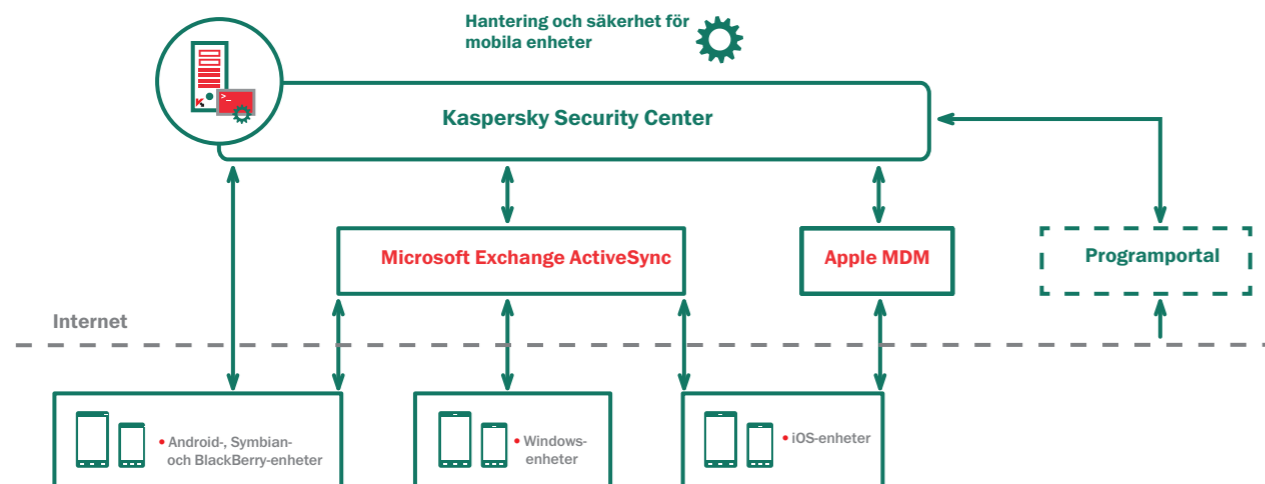 Hantering och säkerhet för
mobila enheter
>_
K
Kaspersky Security Center
Microsoft Exchange ActiveSync
Apple MDM
Programportal
Internet
• Android-, Symbian-
och BlackBerry-enheter
• Windows-
enheter
• iOS-enheter